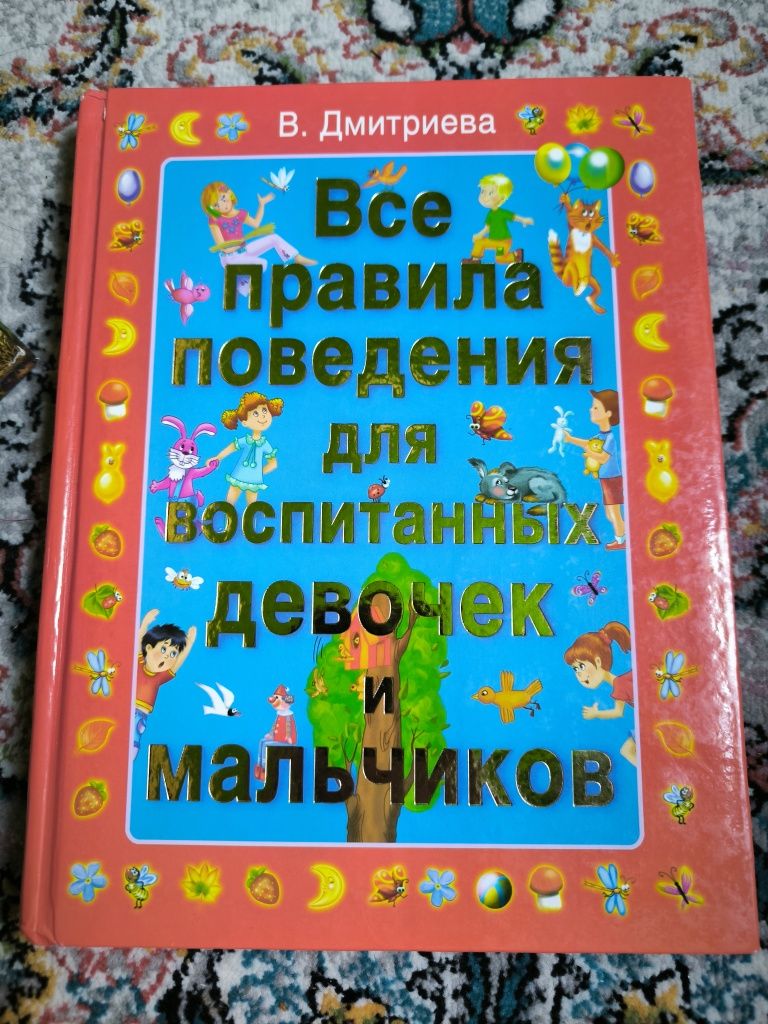 В. Дмитриева
Все
правила
поведения
для
воспитанных
девочек
и
мальчиков